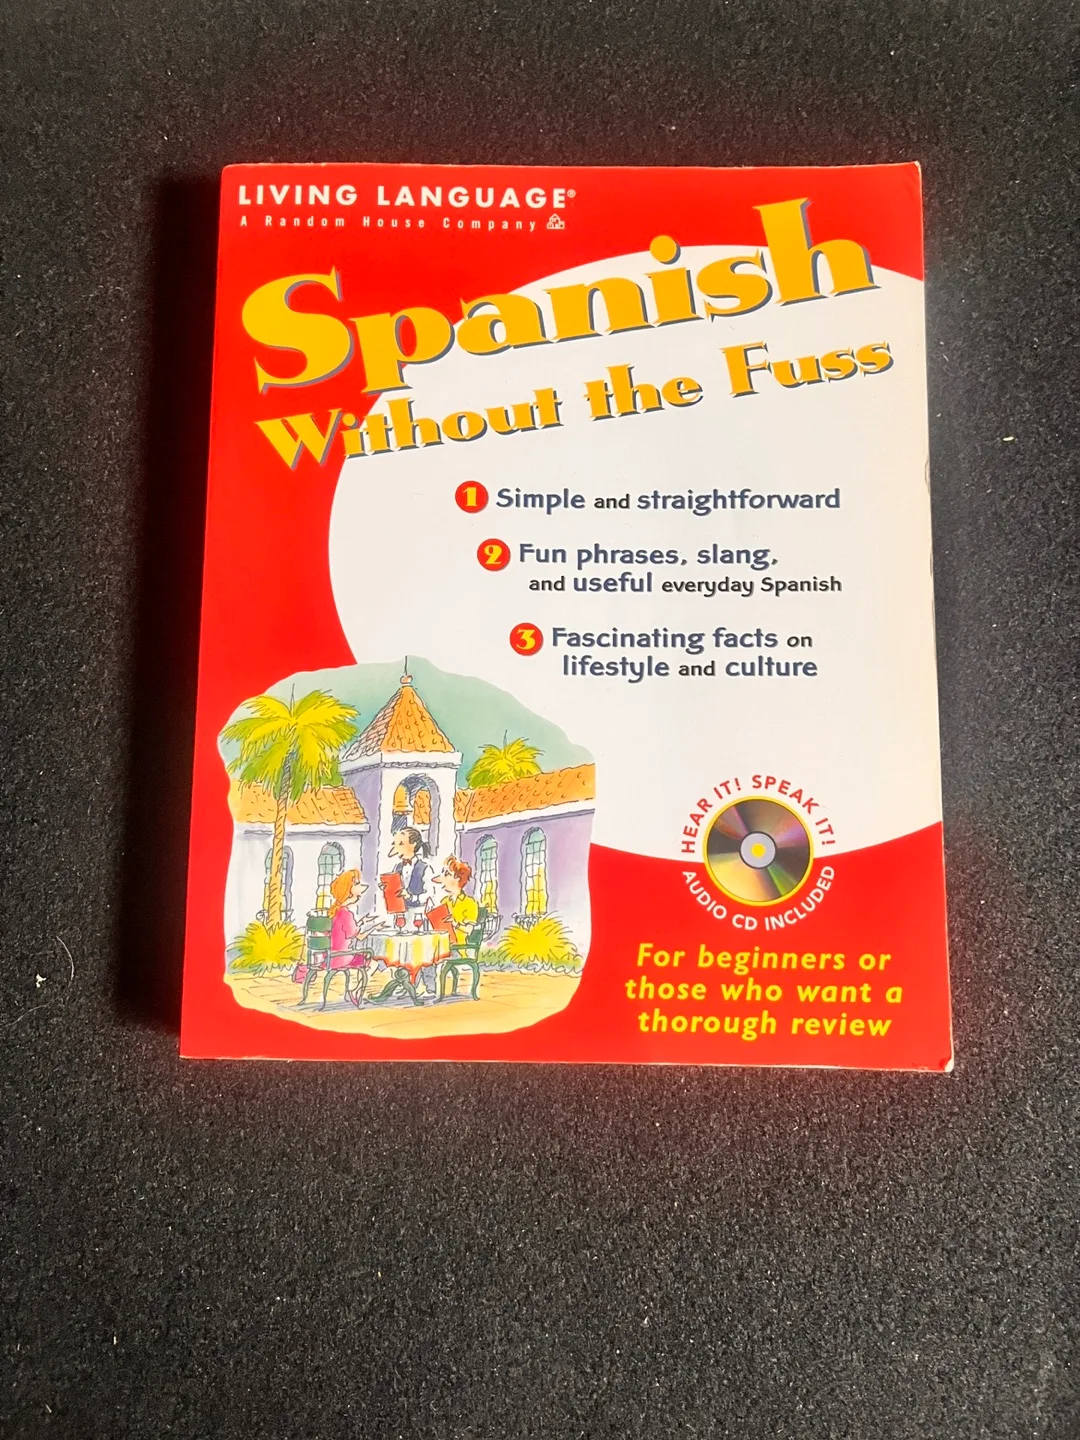 LIVING LANGUAGE®
A Random House Company
Spanish
Without the Fuss
1 Simple and straightforward
2 Fun phrases, slang,
and useful everyday Spanish
3 Fascinating facts on
lifestyle and culture
HEAR IT! SPEAK IT!
AUDIO CD INCLUDED
For beginners or
those who want a
thorough review